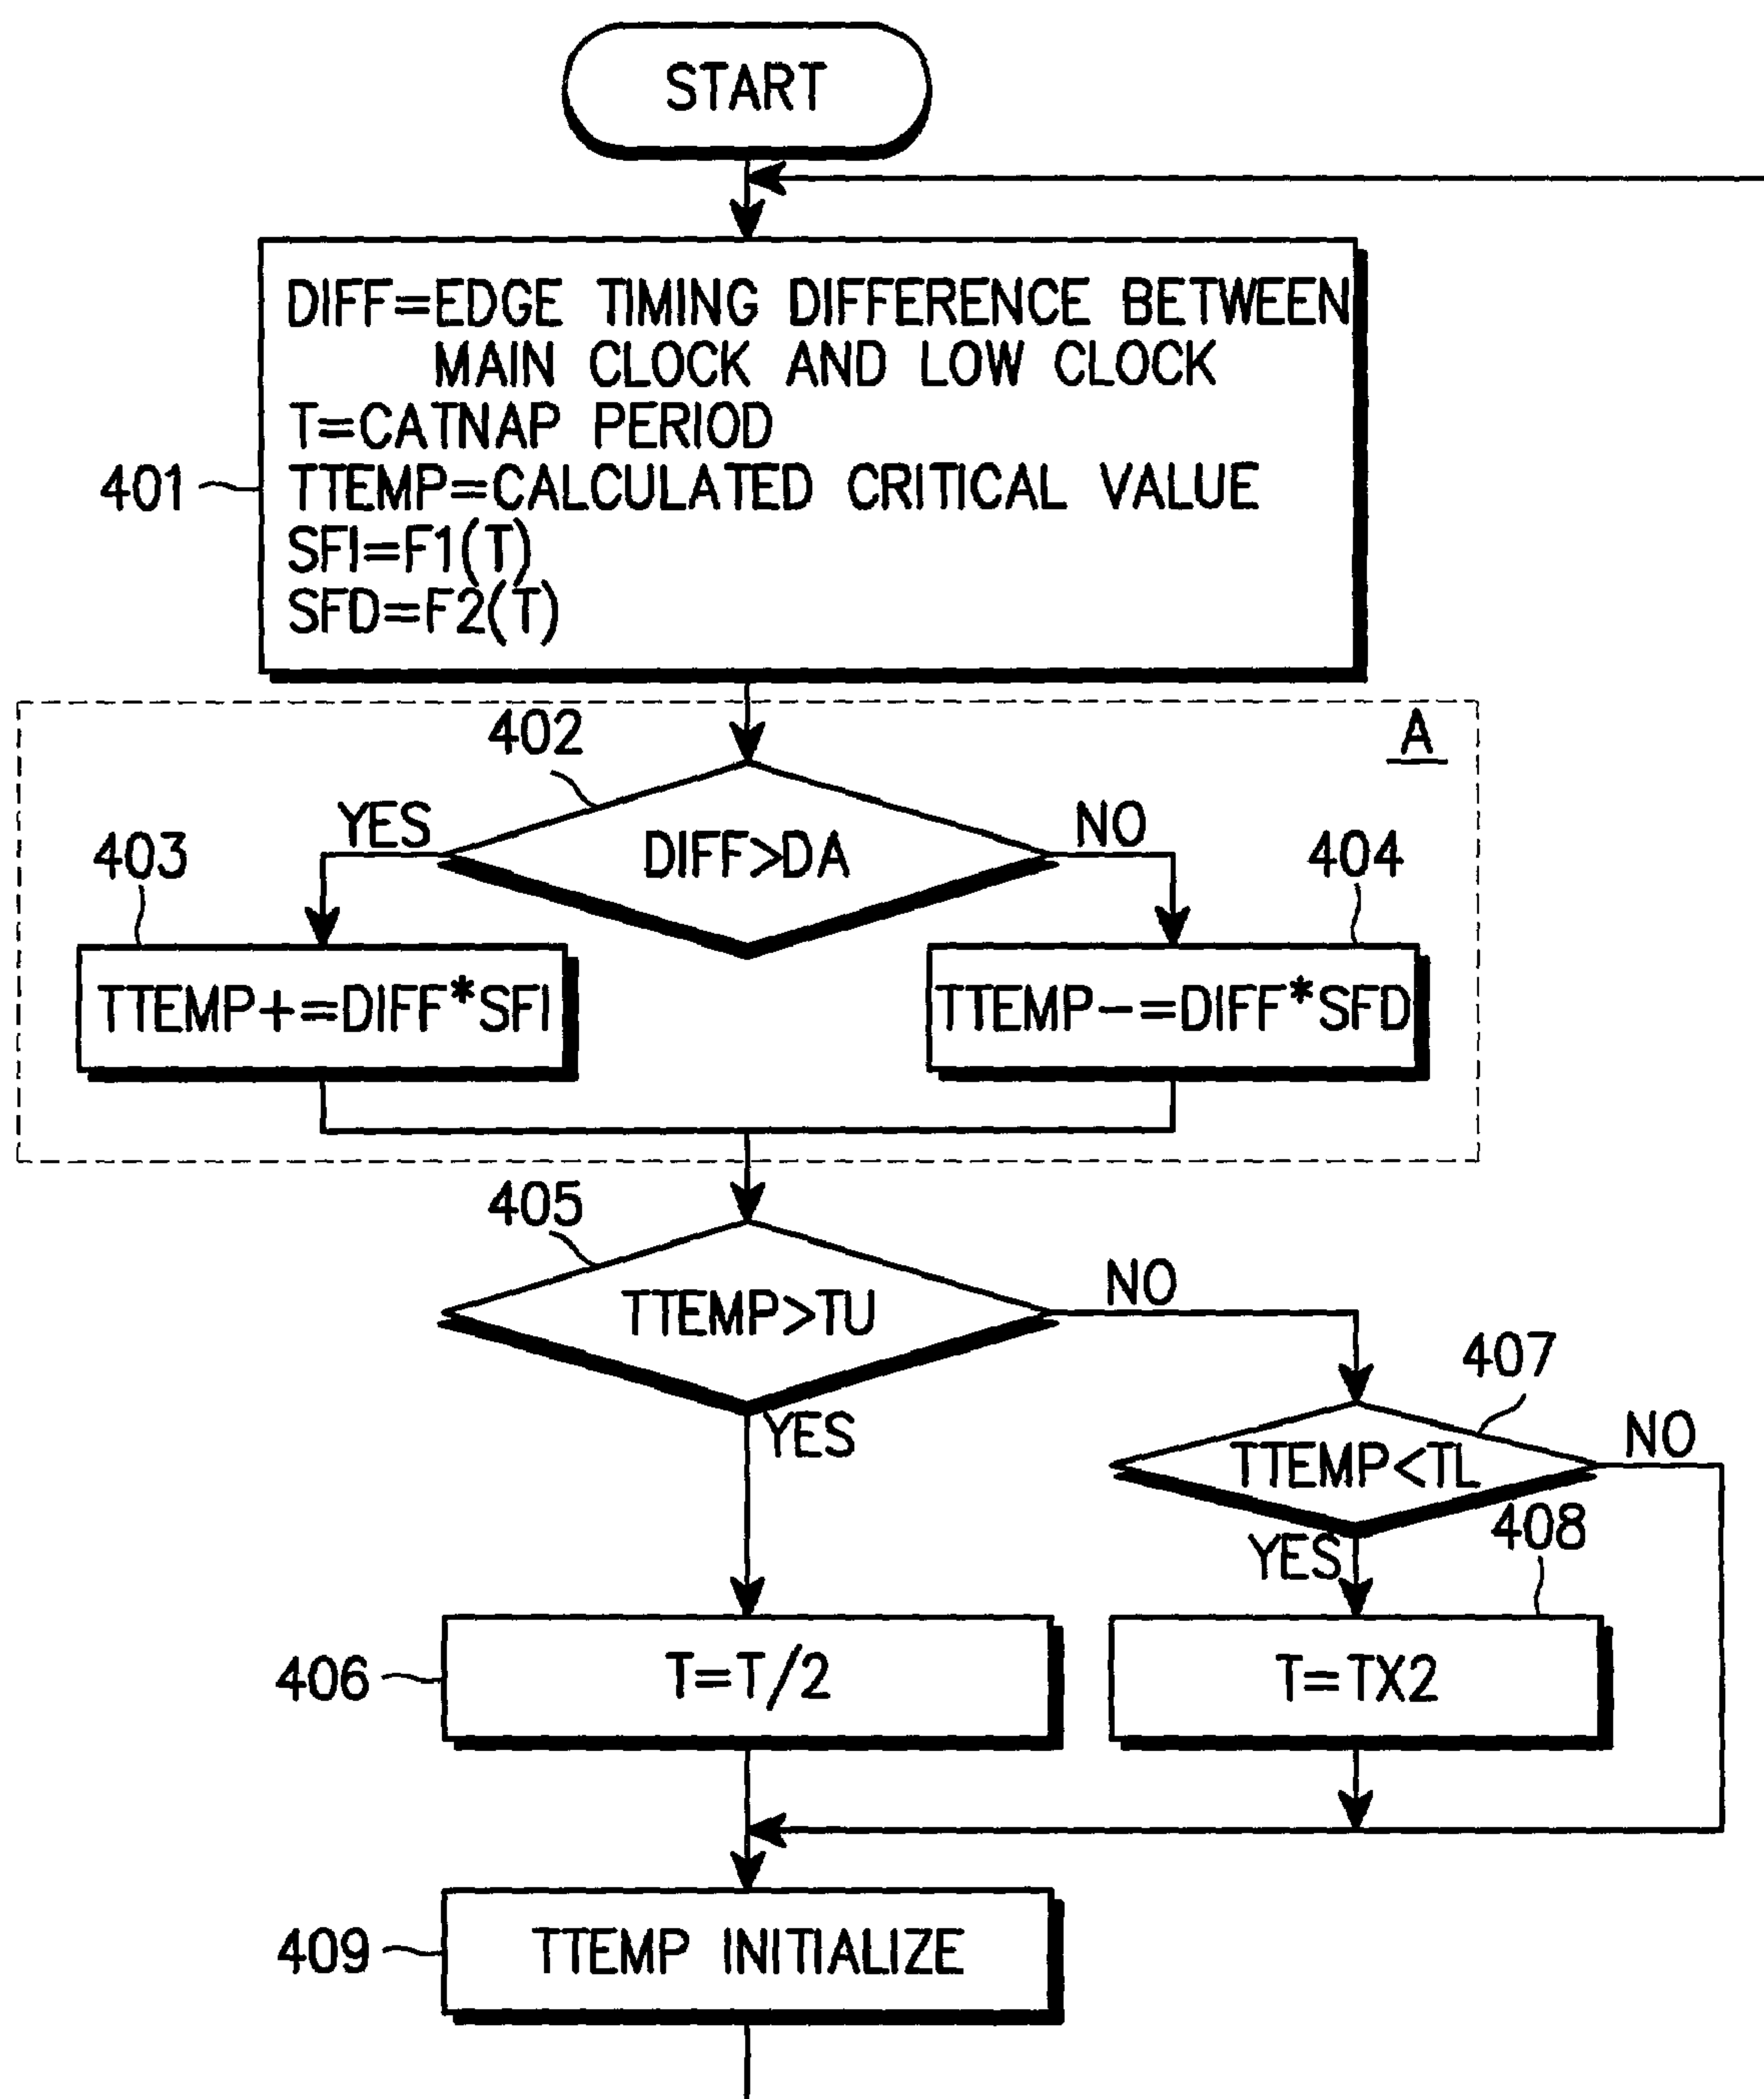 START
DIFF=EDGE TIMING DIFFERENCE BETWEEN
MAIN CLOCK AND LOW CLOCK
T=CATNAP PERIOD
401
TTEMP=CALCULATED CRITICAL VALUE
SFI=F1(T)
SFD=F2(T)
A
402
YES
DIFF>DA
NO
403
404
TTEMP+=DIFF*SFI
TTEMP-=DIFF*SFD
405
TTEMP>TU
NO
YES
407
TTEMP<TL
NO
YES
408
406
T=T/2
T=TX2
409
TTEMP INITIALIZE